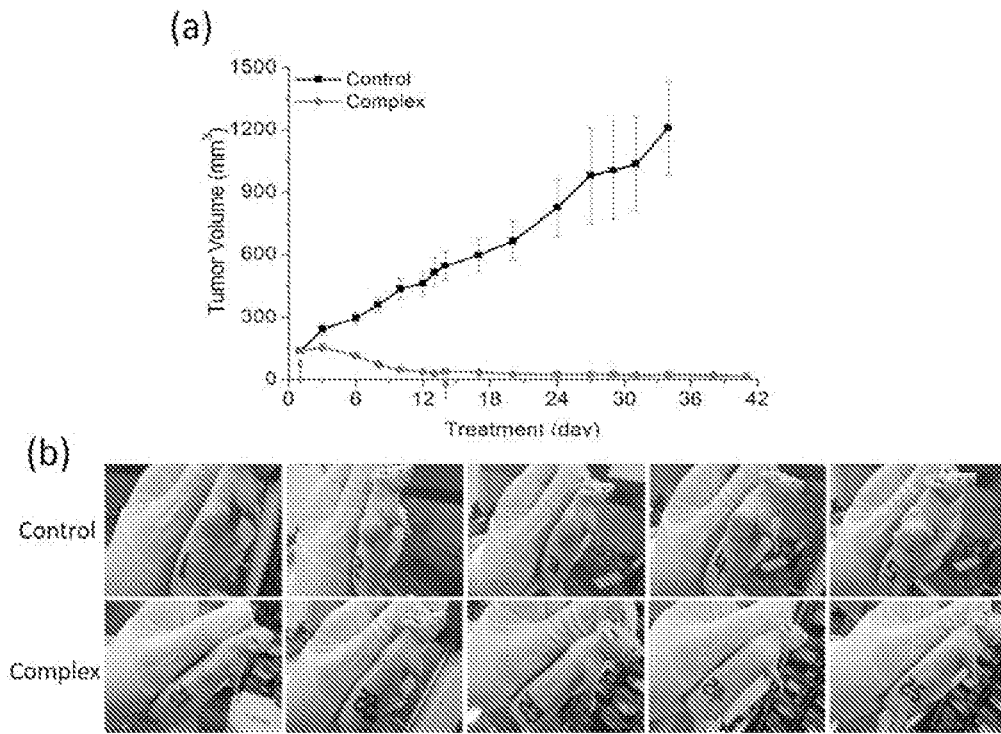 (a)
1500
1200
900
600
300
0
Tumor Volume (mm³)
Control
Complex
0 6 12 18 24 30 36 42
Treatment (day)
(b)
Control
Complex